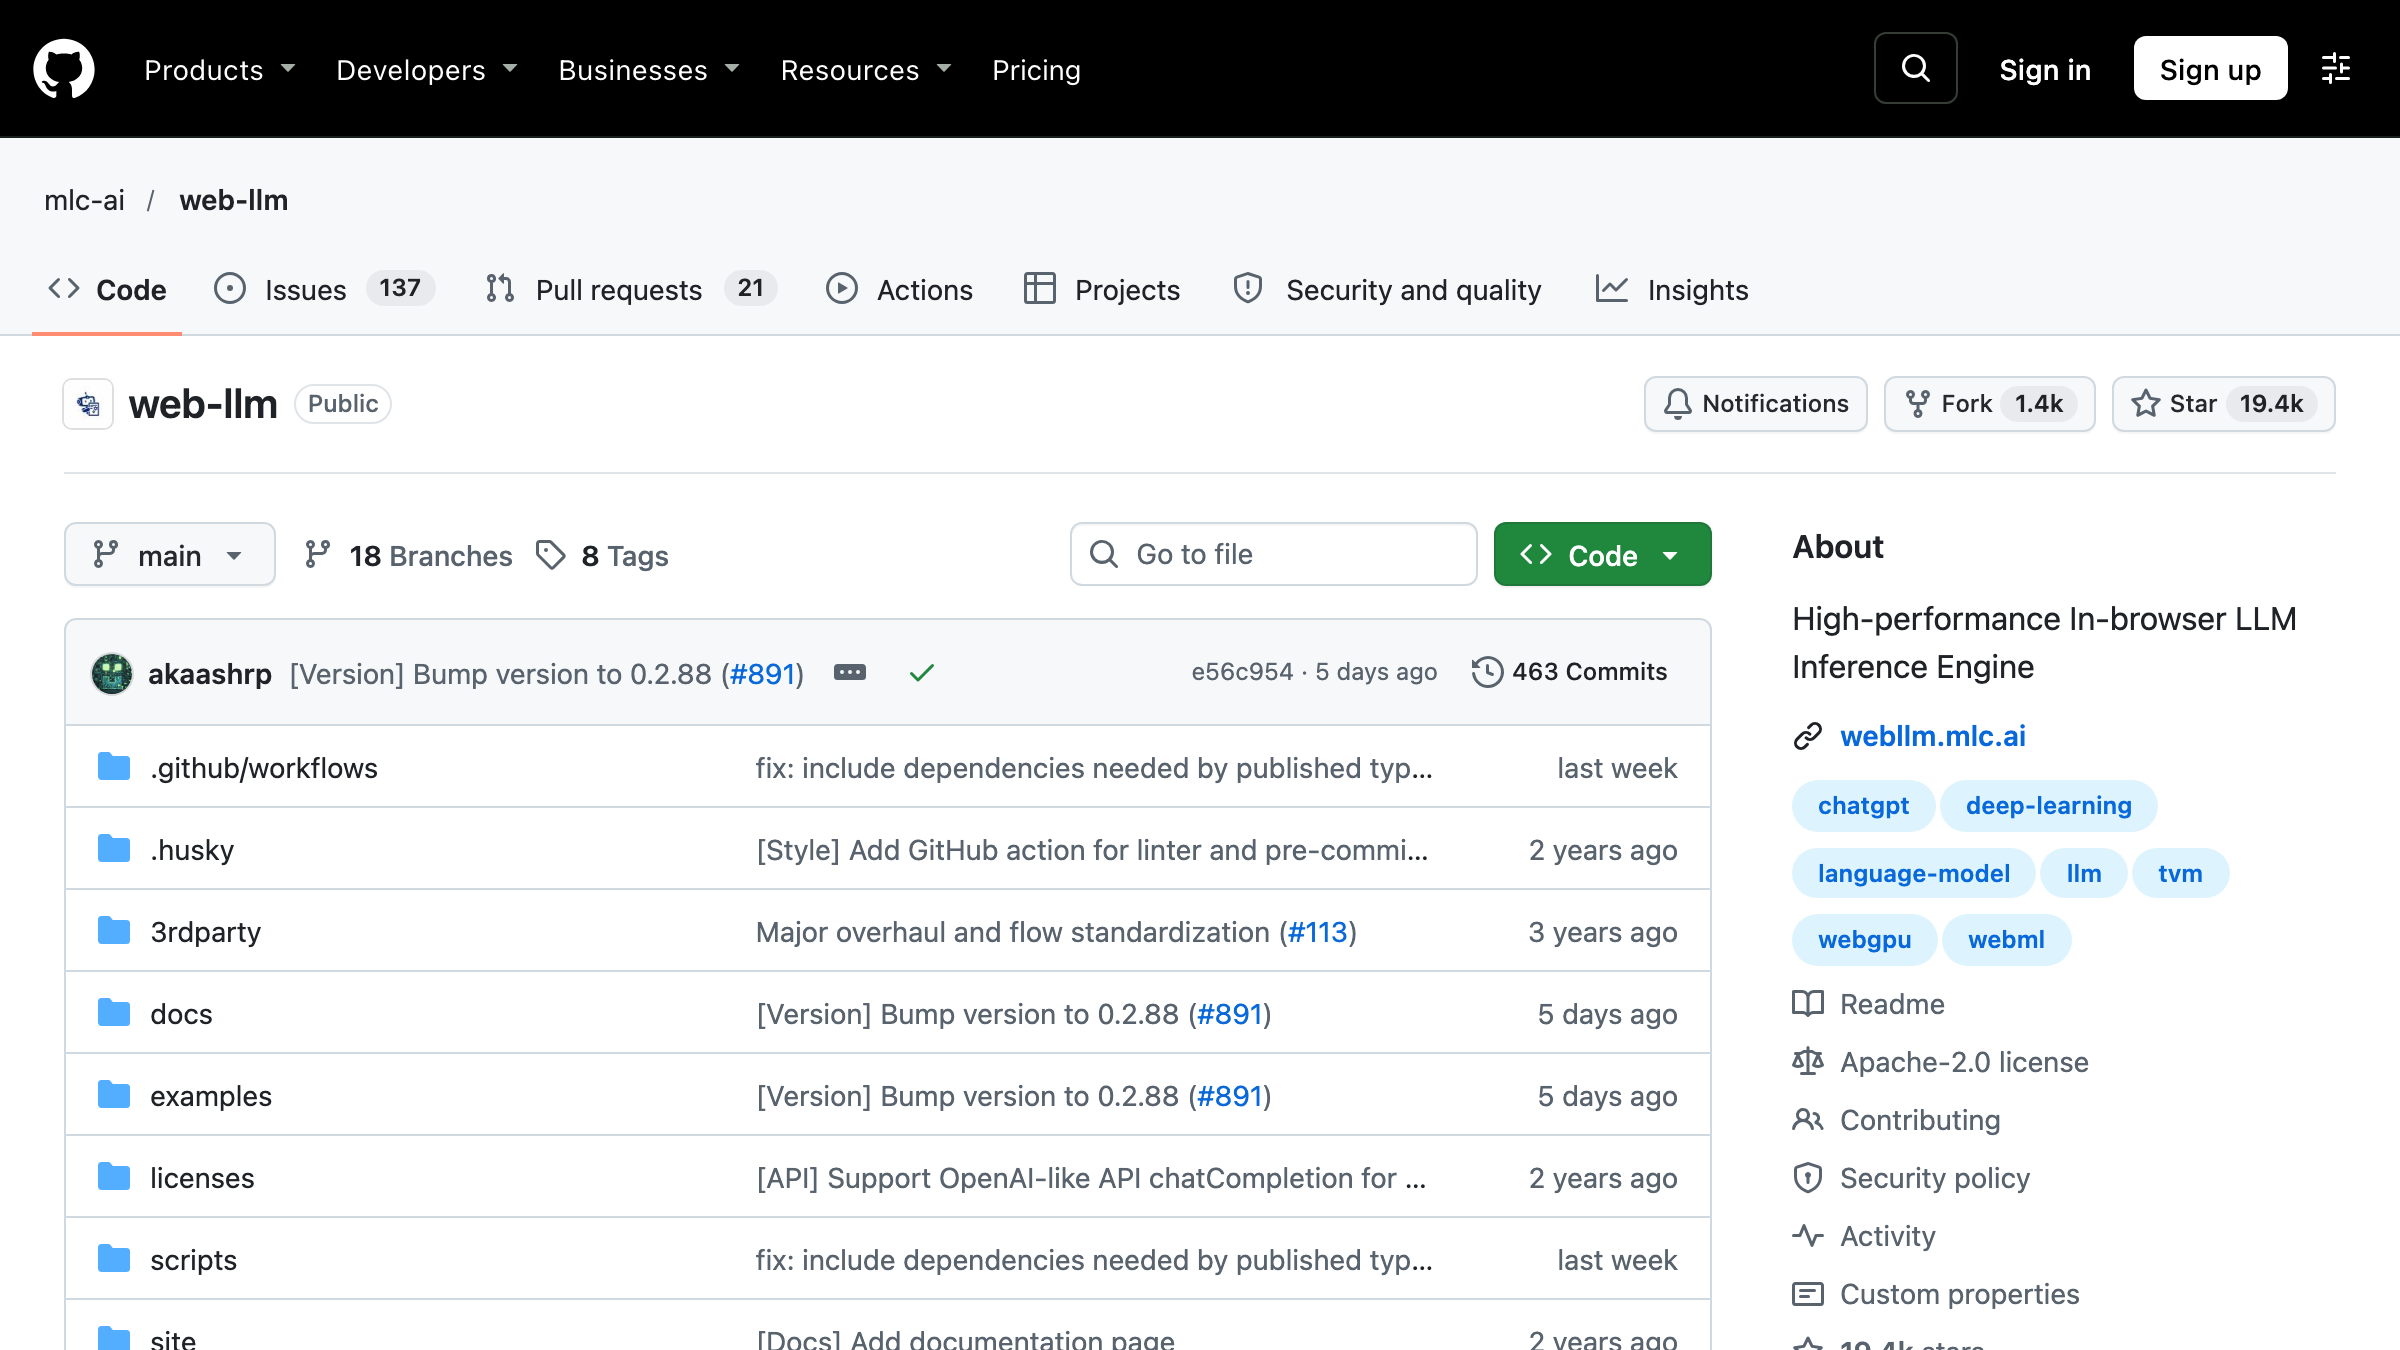 Products Developers Businesses Resources Pricing Sign in Sign up
mlc-ai / web-llm
Code Issues 137 Pull requests 21 Actions Projects Security and quality Insights
web-llm Public Notifications Fork 1.4k Star 19.4k
main 18 Branches 8 Tags Go to file Code
akaashrp [Version] Bump version to 0.2.88 (#891) e56c954 · 5 days ago 463 Commits
.github/workflows fix: include dependencies needed by published typ... last week
.husky [Style] Add GitHub action for linter and pre-commi... 2 years ago
3rdparty Major overhaul and flow standardization (#113) 3 years ago
docs [Version] Bump version to 0.2.88 (#891) 5 days ago
examples [Version] Bump version to 0.2.88 (#891) 5 days ago
licenses [API] Support OpenAI-like API chatCompletion for ... 2 years ago
scripts fix: include dependencies needed by published typ... last week
site [Docs] Add documentation page 2 years ago
About
High-performance In-browser LLM
Inference Engine
webllm.mlc.ai
chatgpt deep-learning
language-model llm tvm
webgpu webml
Readme
Apache-2.0 license
Contributing
Security policy
Activity
Custom properties
19.4k stars